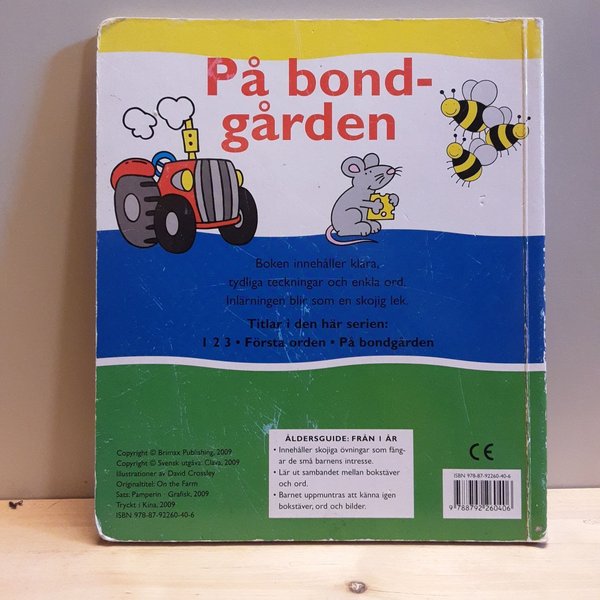 På bond-
gården
Boken innehåller klara,
tydliga teckningar och enkla ord.
Inlärningen blir som en skojig lek.
Titlar i den här serien:
1 2 3 • Första orden • På bondgården
Copyright © Brimax Publishing, 2009
Copyright © Svensk utgåva: Clava, 2009
Illustrationer av David Crossley
Originaltitel: On the Farm
Sats: Pamperin · Grafisk, 2009
Tryckt i Kina, 2009
ISBN 978-87-92260-40-6
ÅLDERSGUIDE: FRÅN 1 ÅR
• Innehåller skojiga övningar som fång-
ar de små barnens intresse.
• Lär ut sambandet mellan bokstäver
och ord.
• Barnet uppmuntras att känna igen
bokstäver, ord och bilder.
CE
ISBN 978-87-92260-40-6
9 788792 260406